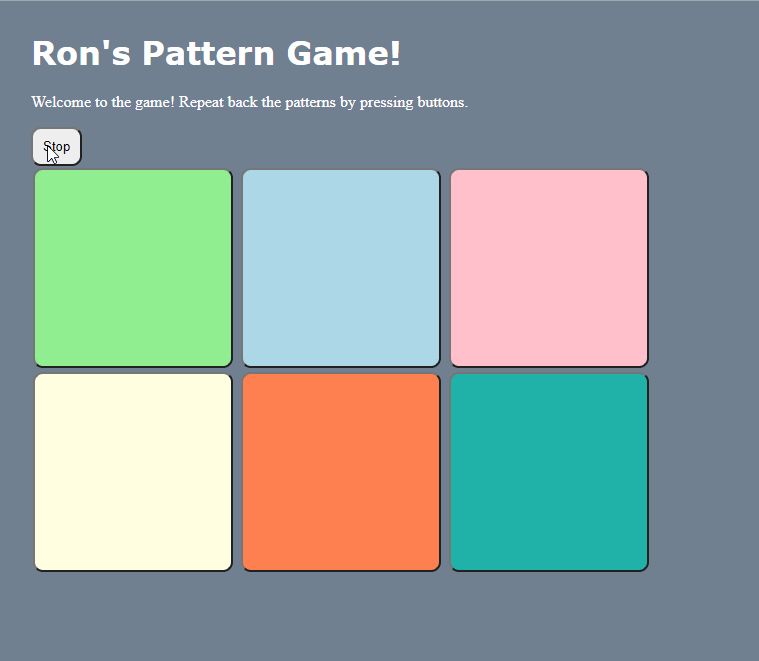 Ron's Pattern Game!
Welcome to the game! Repeat back the patterns by pressing buttons.
Stop